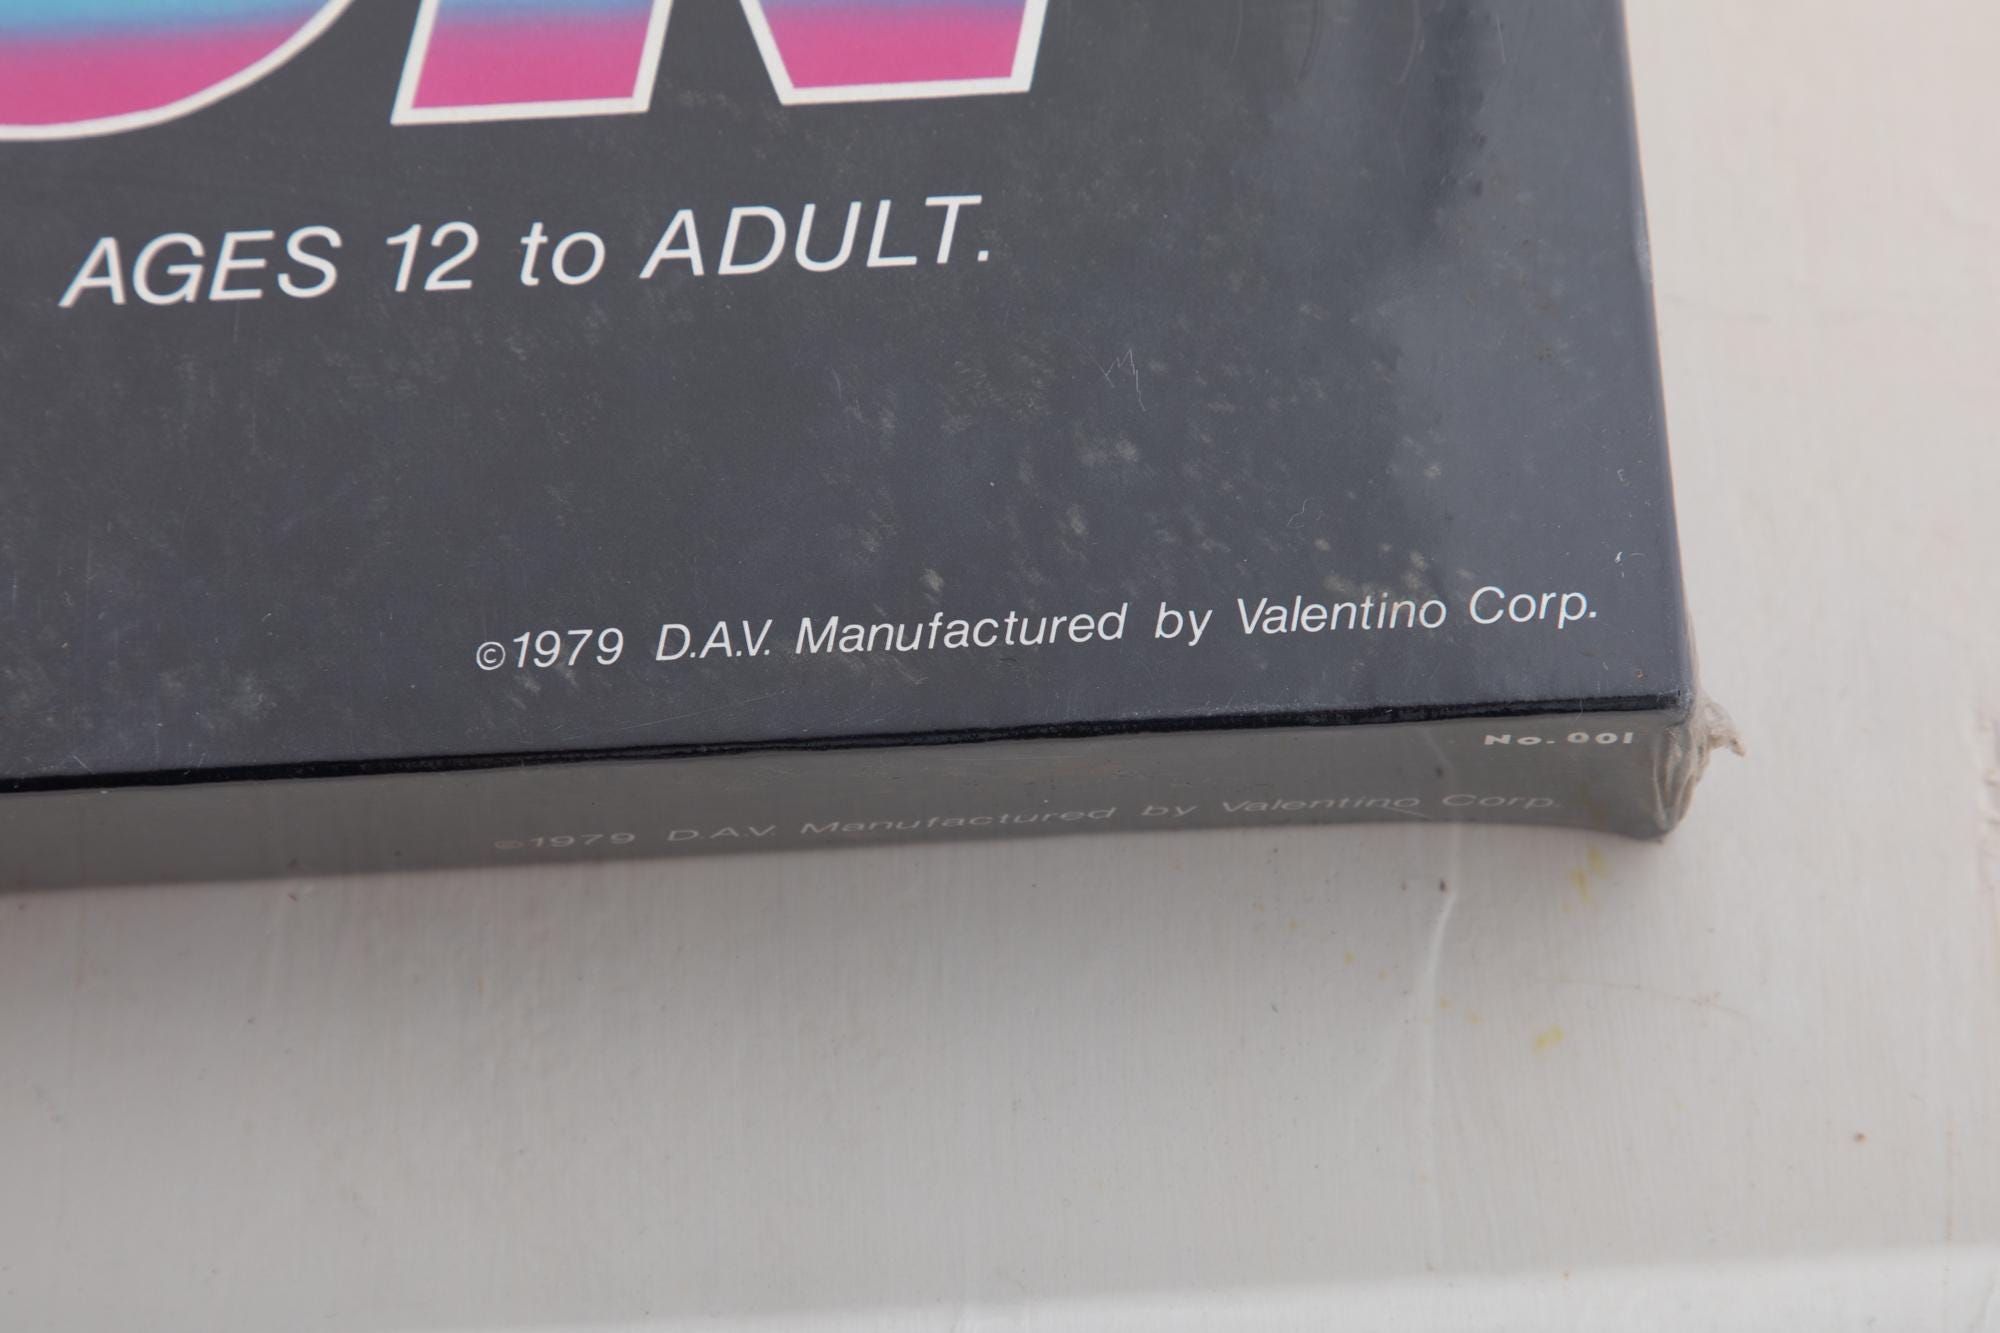 AGES 12 to ADULT.
©1979 D.A.V. Manufactured by Valentino Corp.
No. 001
©1979 D.A.V. Manufactured by Valentino Corp.